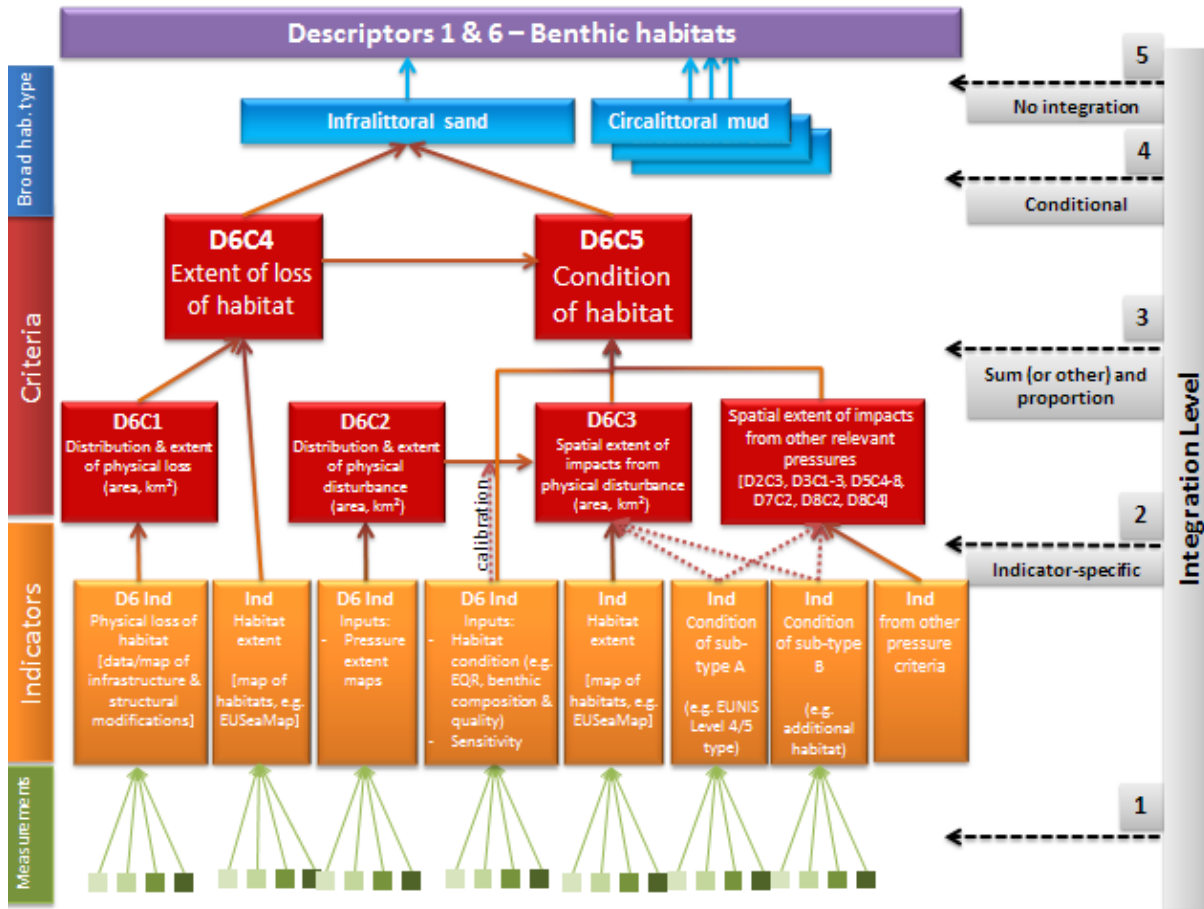 Descriptors 1 & 6 – Benthic habitats
Broad hab.type
Infralittoral sand
Circalittoral mud
5
No integration
4
Conditional
Criteria
D6C4
Extent of loss
of habitat
D6C5
Condition
of habitat
3
Sum (or other) and
proportion
D6C1
Distribution & extent
of physical loss
(area, km²)
D6C2
Distribution & extent
of physical
disturbance
(area, km²)
D6C3
Spatial extent of
impacts from
physical disturbance
(area, km²)
Spatial extent of impacts
from other relevant
pressures
[D2C3, D3C1-3, D5C4-8,
D7C2, D8C2, D8C4]
calibration
2
Indicator-specific
Integration Level
Indicators
D6 Ind
Physical loss of
habitat
[data/map of
infrastructure &
structural
modifications]
Ind
Habitat
extent
[map of
habitats, e.g.
EUSeaMap]
D6 Ind
Inputs:
- Pressure
extent
maps
D6 Ind
Inputs:
- Habitat
condition (e.g.
EQR, benthic
composition &
quality)
- Sensitivity
Ind
Habitat
extent
[map of
habitats, e.g.
EUSeaMap]
Ind
Condition
of sub-type
A
(e.g. EUNIS
Level 4/5
type)
Ind
Condition
of sub-type
B
(e.g.
additional
habitat)
Ind
from other
pressure
criteria
Measurements
1